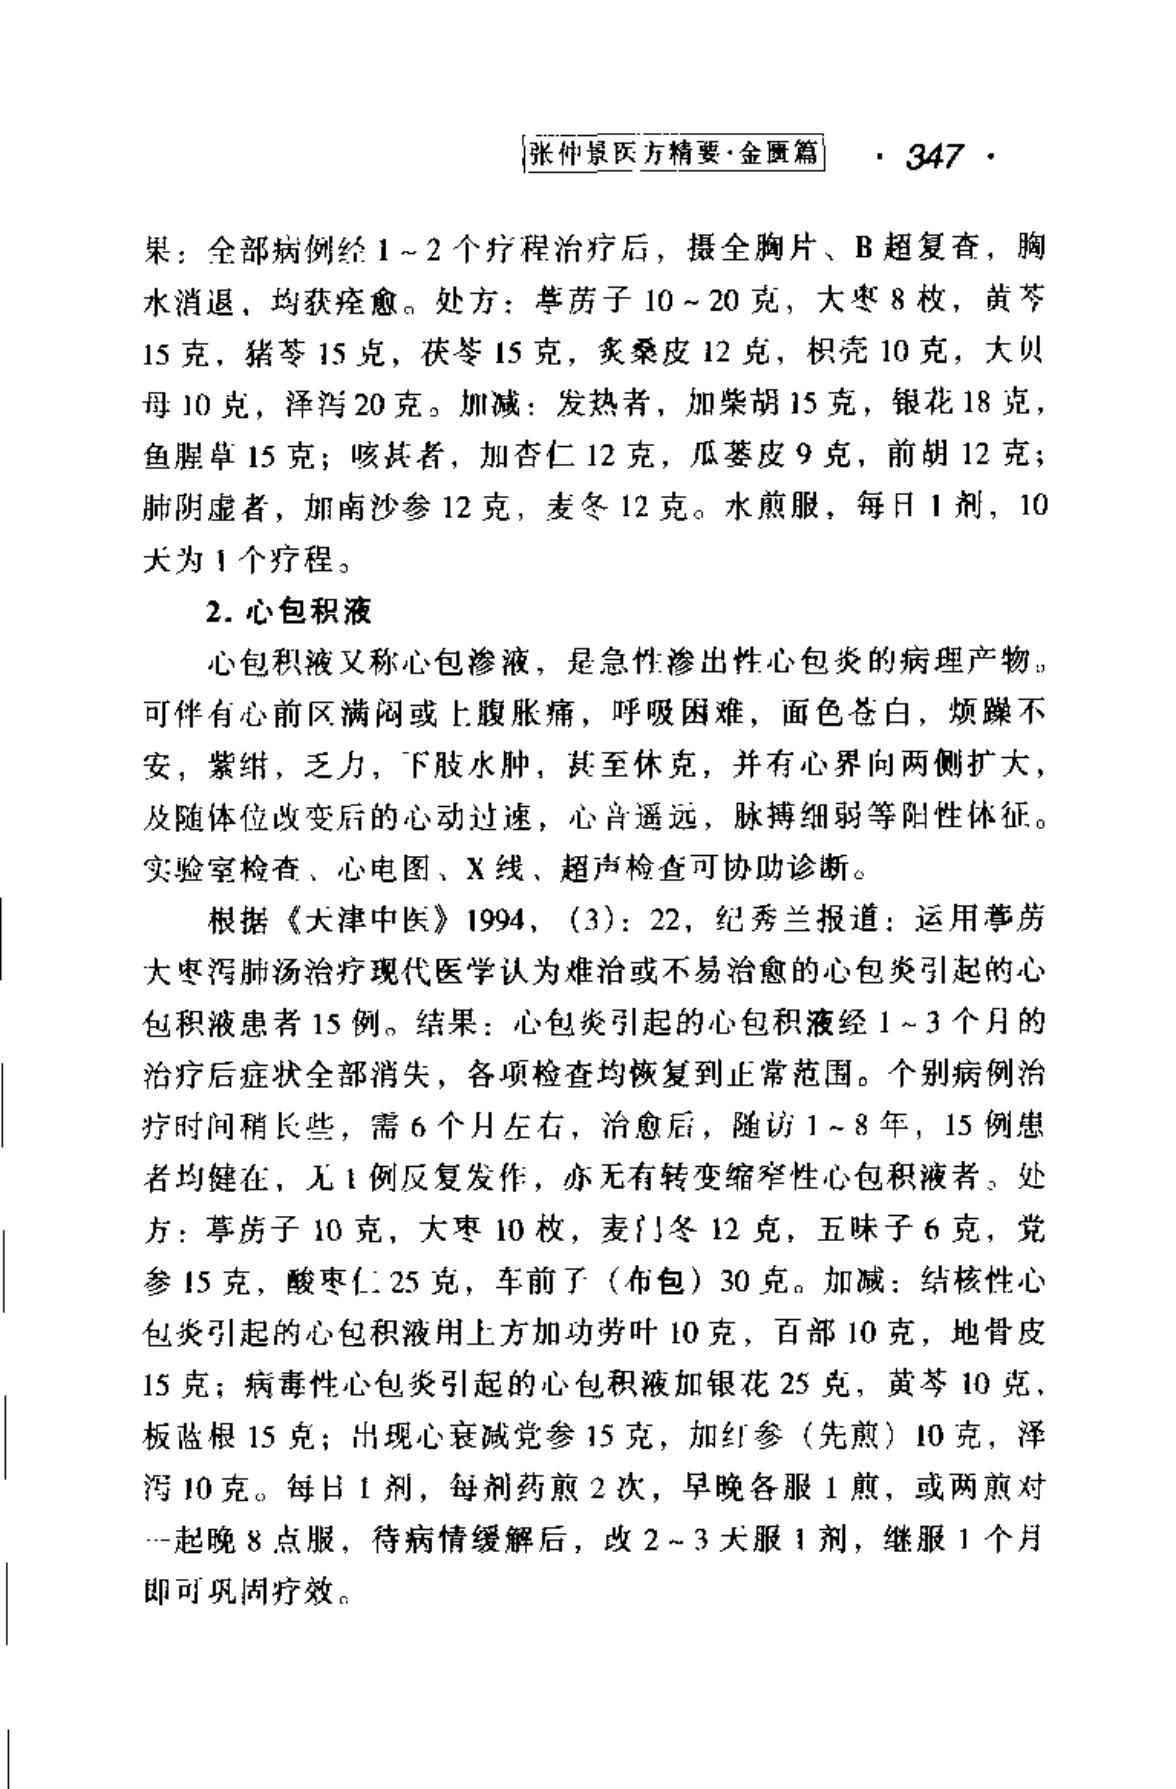 张仲景医方精要·金匮篇 · 347 ·
果：全部病例经 1～2 个疗程治疗后，摄全胸片、B 超复查，胸
水消退，均获痊愈。处方：葶苈子 10～20 克，大枣 8 枚，黄芩
15 克，猪苓 15 克，茯苓 15 克，炙桑皮 12 克，枳壳 10 克，大贝
母 10 克，泽泻 20 克。加减：发热者，加柴胡 15 克，银花 18 克，
鱼腥草 15 克；咳甚者，加杏仁 12 克，瓜蒌皮 9 克，前胡 12 克；
肺阴虚者，加南沙参 12 克，麦冬 12 克。水煎服，每日 1 剂，10
天为 1 个疗程。
2. 心包积液
心包积液又称心包渗液，是急性渗出性心包炎的病理产物。
可伴有心前区满闷或上腹胀痛，呼吸困难，面色苍白，烦躁不
安，紫绀，乏力，下肢水肿，甚至休克，并有心界向两侧扩大，
及随体位改变后的心动过速，心音遥远，脉搏细弱等阳性体征。
实验室检查、心电图、X 线、超声检查可协助诊断。
根据《天津中医》1994，(3)：22，纪秀兰报道：运用葶苈
大枣泻肺汤治疗现代医学认为难治或不易治愈的心包炎引起的心
包积液患者 15 例。结果：心包炎引起的心包积液经 1～3 个月的
治疗后症状全部消失，各项检查均恢复到正常范围。个别病例治
疗时间稍长些，需 6 个月左右，治愈后，随访 1～8 年，15 例患
者均健在，无 1 例反复发作，亦无有转变缩窄性心包积液者。处
方：葶苈子 10 克，大枣 10 枚，麦门冬 12 克，五味子 6 克，党
参 15 克，酸枣仁 25 克，车前子（布包）30 克。加减：结核性心
包炎引起的心包积液用上方加功劳叶 10 克，百部 10 克，地骨皮
15 克；病毒性心包炎引起的心包积液加银花 25 克，黄芩 10 克，
板蓝根 15 克；出现心衰减党参 15 克，加红参（先煎）10 克，泽
泻 10 克。每日 1 剂，每剂药煎 2 次，早晚各服 1 煎，或两煎对
一起晚 8 点服，待病情缓解后，改 2～3 天服 1 剂，继服 1 个月
即可巩固疗效。